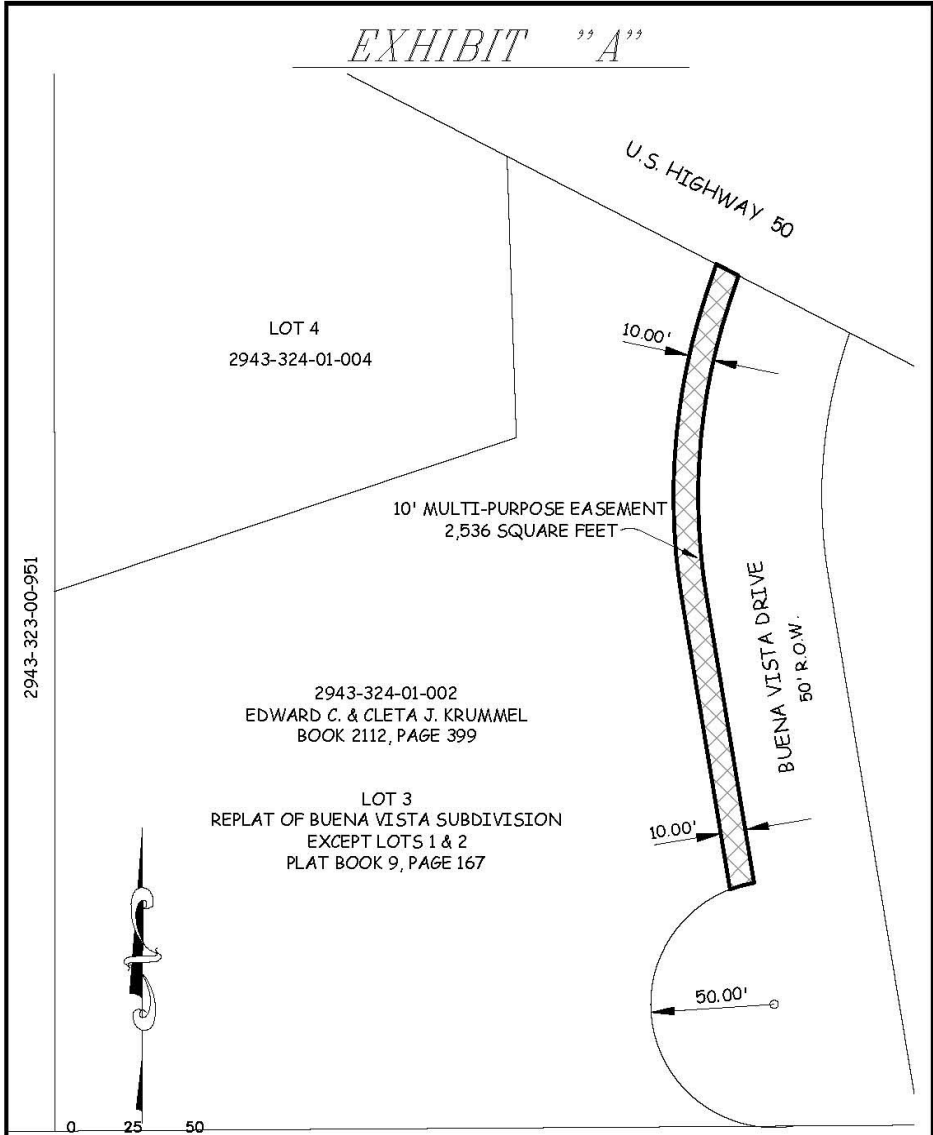 EXHIBIT "A"
U.S. HIGHWAY 50
LOT 4
2943-324-01-004
10.00'
10' MULTI-PURPOSE EASEMENT
2,536 SQUARE FEET
2943-323-00-951
BUENA VISTA DRIVE
50' R.O.W.
2943-324-01-002
EDWARD C. & CLETA J. KRUMMEL
BOOK 2112, PAGE 399
LOT 3
REPLAT OF BUENA VISTA SUBDIVISION
EXCEPT LOTS 1 & 2
PLAT BOOK 9, PAGE 167
10.00'
50.00'
0 25 50